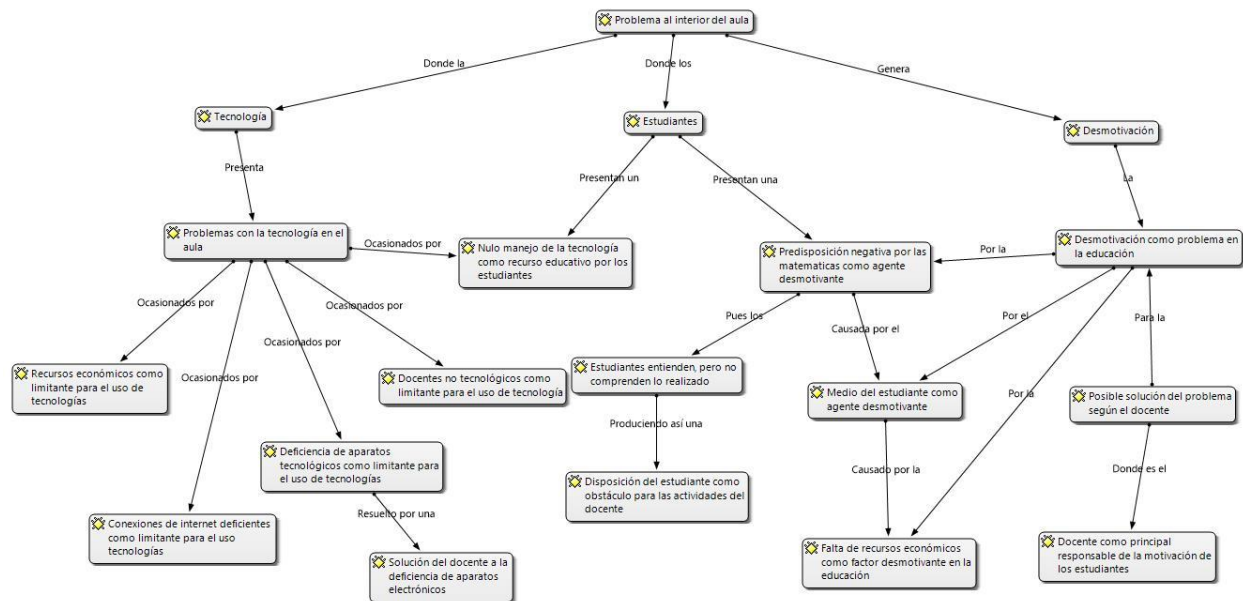 Problema al interior del aula
Donde la
Donde los
Genera
Tecnología
Estudiantes
Desmotivación
Presenta
Presentan un
Presentan una
La
Problemas con la tecnología en el
aula
Ocasionados por
Nulo manejo de la tecnología
como recurso educativo por los
estudiantes
Predisposición negativa por las
matematicas como agente
desmotivante
Por la
Desmotivación como problema en
la educación
Ocasionados por
Ocasionados por
Ocasionados por
Ocasionados por
Pues los
Causada por el
Por el
Para la
Por la
Recursos económicos como
limitante para el uso de
tecnologías
Docentes no tecnológicos como
limitante para el uso de tecnología
Estudiantes entienden, pero no
comprenden lo realizado
Medio del estudiante como
agente desmotivante
Posible solución del problema
según el docente
Produciendo así una
Causado por la
Donde es el
Deficiencia de aparatos
tecnológicos como limitante para
el uso de tecnologías
Disposición del estudiante como
obstáculo para las actividades del
docente
Resuelto por una
Conexiones de internet deficientes
como limitante para el uso
tecnologías
Solución del docente a la
deficiencia de aparatos
electrónicos
Falta de recursos económicos
como factor desmotivante en la
educación
Docente como principal
responsable de la motivación de
los estudiantes